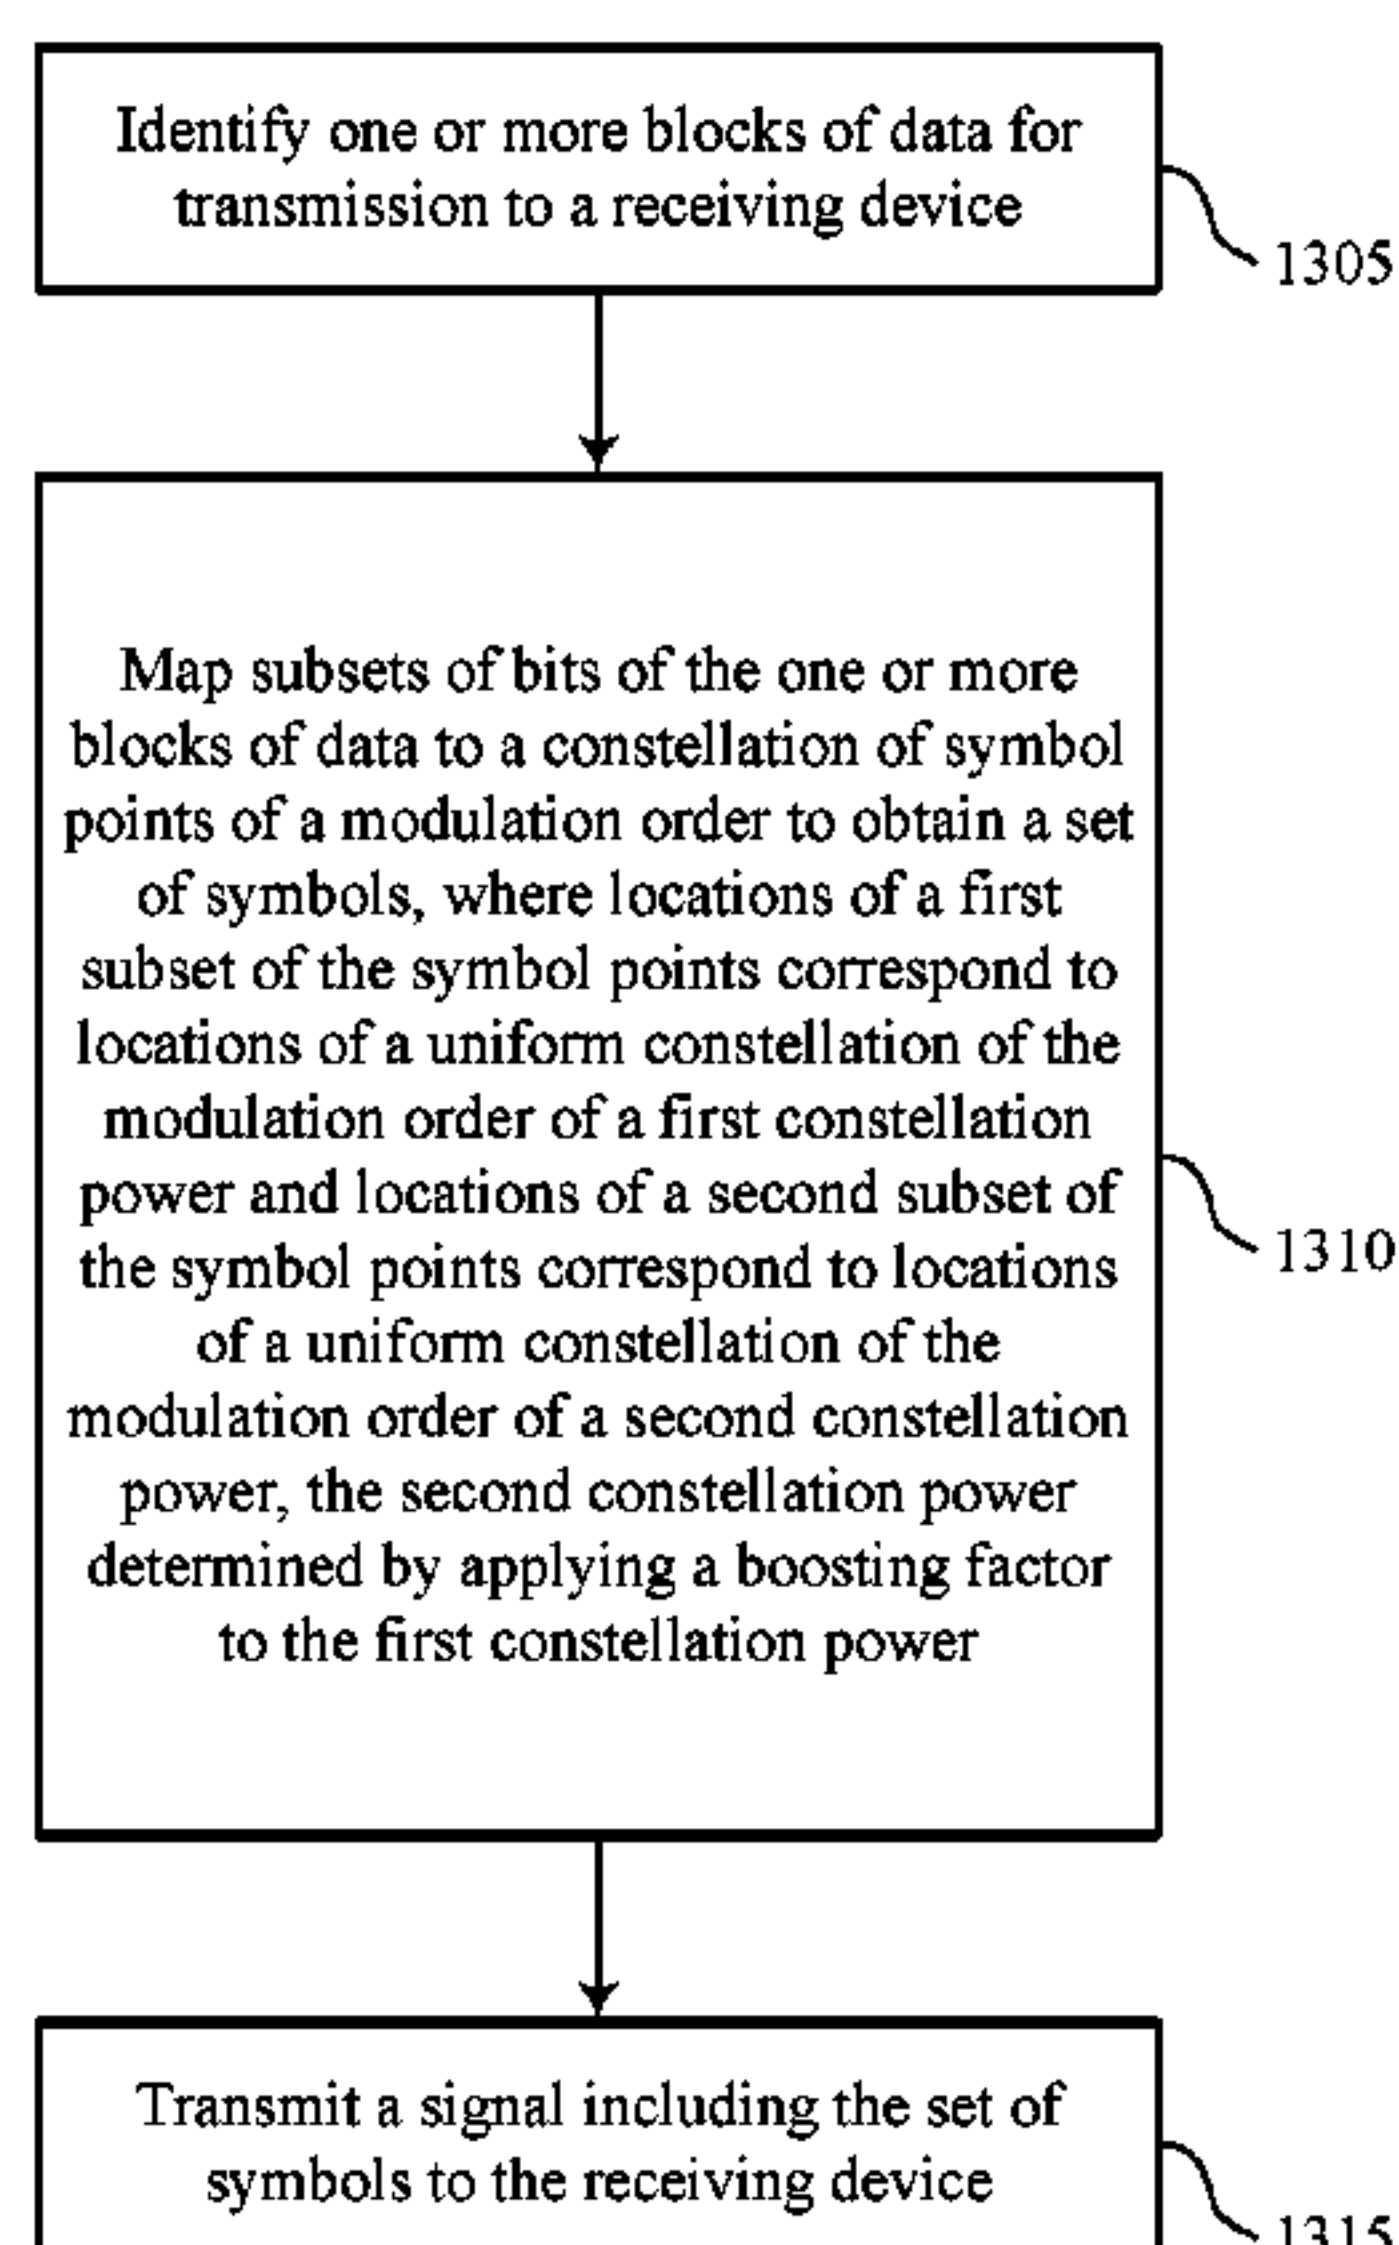 Identify one or more blocks of data for
transmission to a receiving device
1305
Map subsets of bits of the one or more
blocks of data to a constellation of symbol
points of a modulation order to obtain a set
of symbols, where locations of a first
subset of the symbol points correspond to
locations of a uniform constellation of the
modulation order of a first constellation
power and locations of a second subset of
the symbol points correspond to locations
of a uniform constellation of the
modulation order of a second constellation
power, the second constellation power
determined by applying a boosting factor
to the first constellation power
1310
Transmit a signal including the set of
symbols to the receiving device
1315